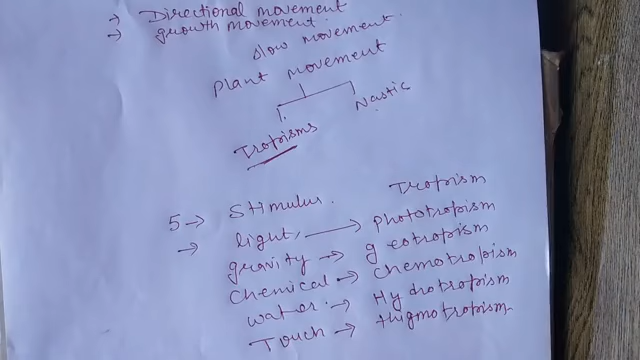 → Directional movement
→ growth movement.
slow movement.
plant movement
Tropisms Nastic
5 → Stimulus. Tropism
→ light, → phototropism
gravity → geotropism
Chemical → Chemotropism
water. → Hydrotropism
Touch → thigmotropism